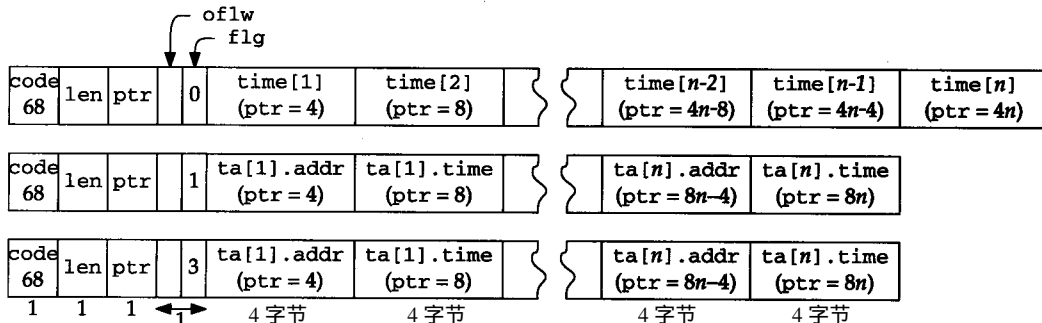 oflw
flg
code 68 len ptr 0 time[1] (ptr = 4) time[2] (ptr = 8) time[n-2] (ptr = 4n-8) time[n-1] (ptr = 4n-4) time[n] (ptr = 4n)
code 68 len ptr 1 ta[1].addr (ptr = 4) ta[1].time (ptr = 8) ta[n].addr (ptr = 8n–4) ta[n].time (ptr = 8n)
code 68 len ptr 3 ta[1].addr (ptr = 4) ta[1].time (ptr = 8) ta[n].addr (ptr = 8n–4) ta[n].time (ptr = 8n)
1 1 1 1 4 字节 4 字节 4 字节 4 字节